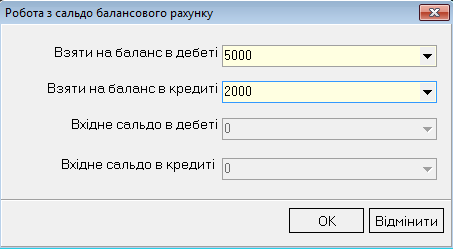 Робота з сальдо балансового рахунку
Взяти на баланс в дебеті 5000
Взяти на баланс в кредиті 2000
Вхідне сальдо в дебеті 0
Вхідне сальдо в кредиті 0
OK Відмінити